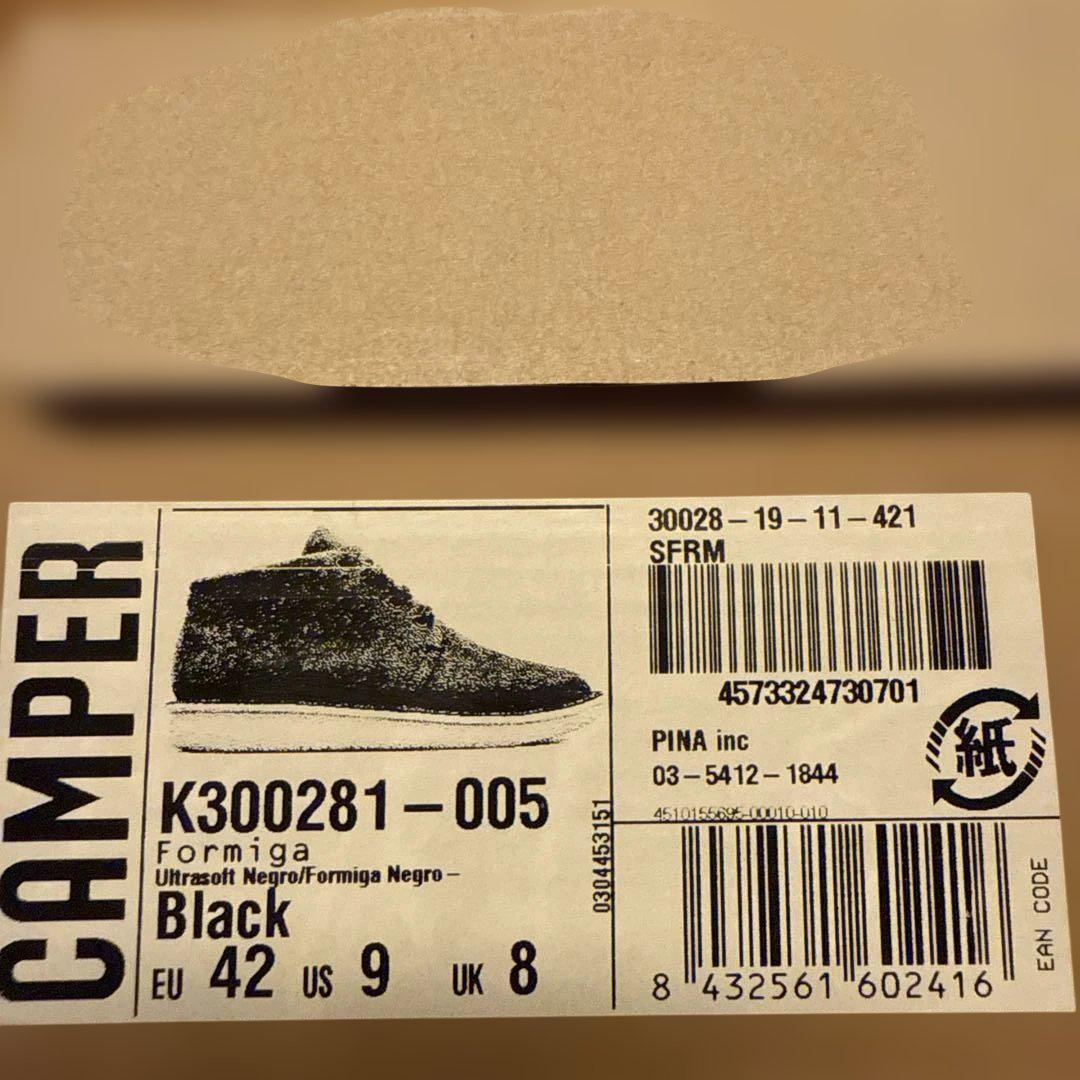 CAMPER
K300281-005
Formiga
Ultrasoft Negro/Formiga Negro-
Black
EU 42 US 9 UK 8
0304453151
30028-19-11-421
SFRM
4573324730701
PINA inc
03-5412-1844
4510155695-00010-010
紙
8 432561 602416
EAN CODE